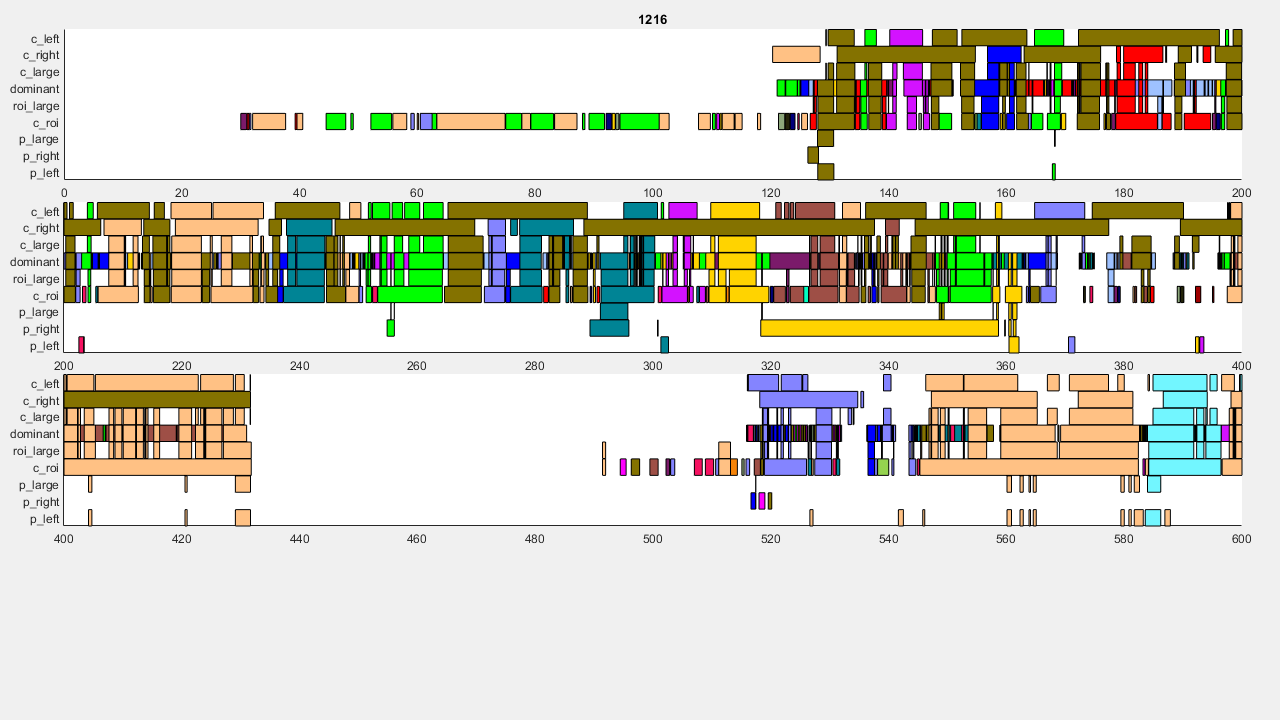 1216
c_left
c_right
c_large
dominant
roi_large
c_roi
p_large
p_right
p_left
0 20 40 60 80 100 120 140 160 180 200
c_left
c_right
c_large
dominant
roi_large
c_roi
p_large
p_right
p_left
200 220 240 260 280 300 320 340 360 380 400
c_left
c_right
c_large
dominant
roi_large
c_roi
p_large
p_right
p_left
400 420 440 460 480 500 520 540 560 580 600